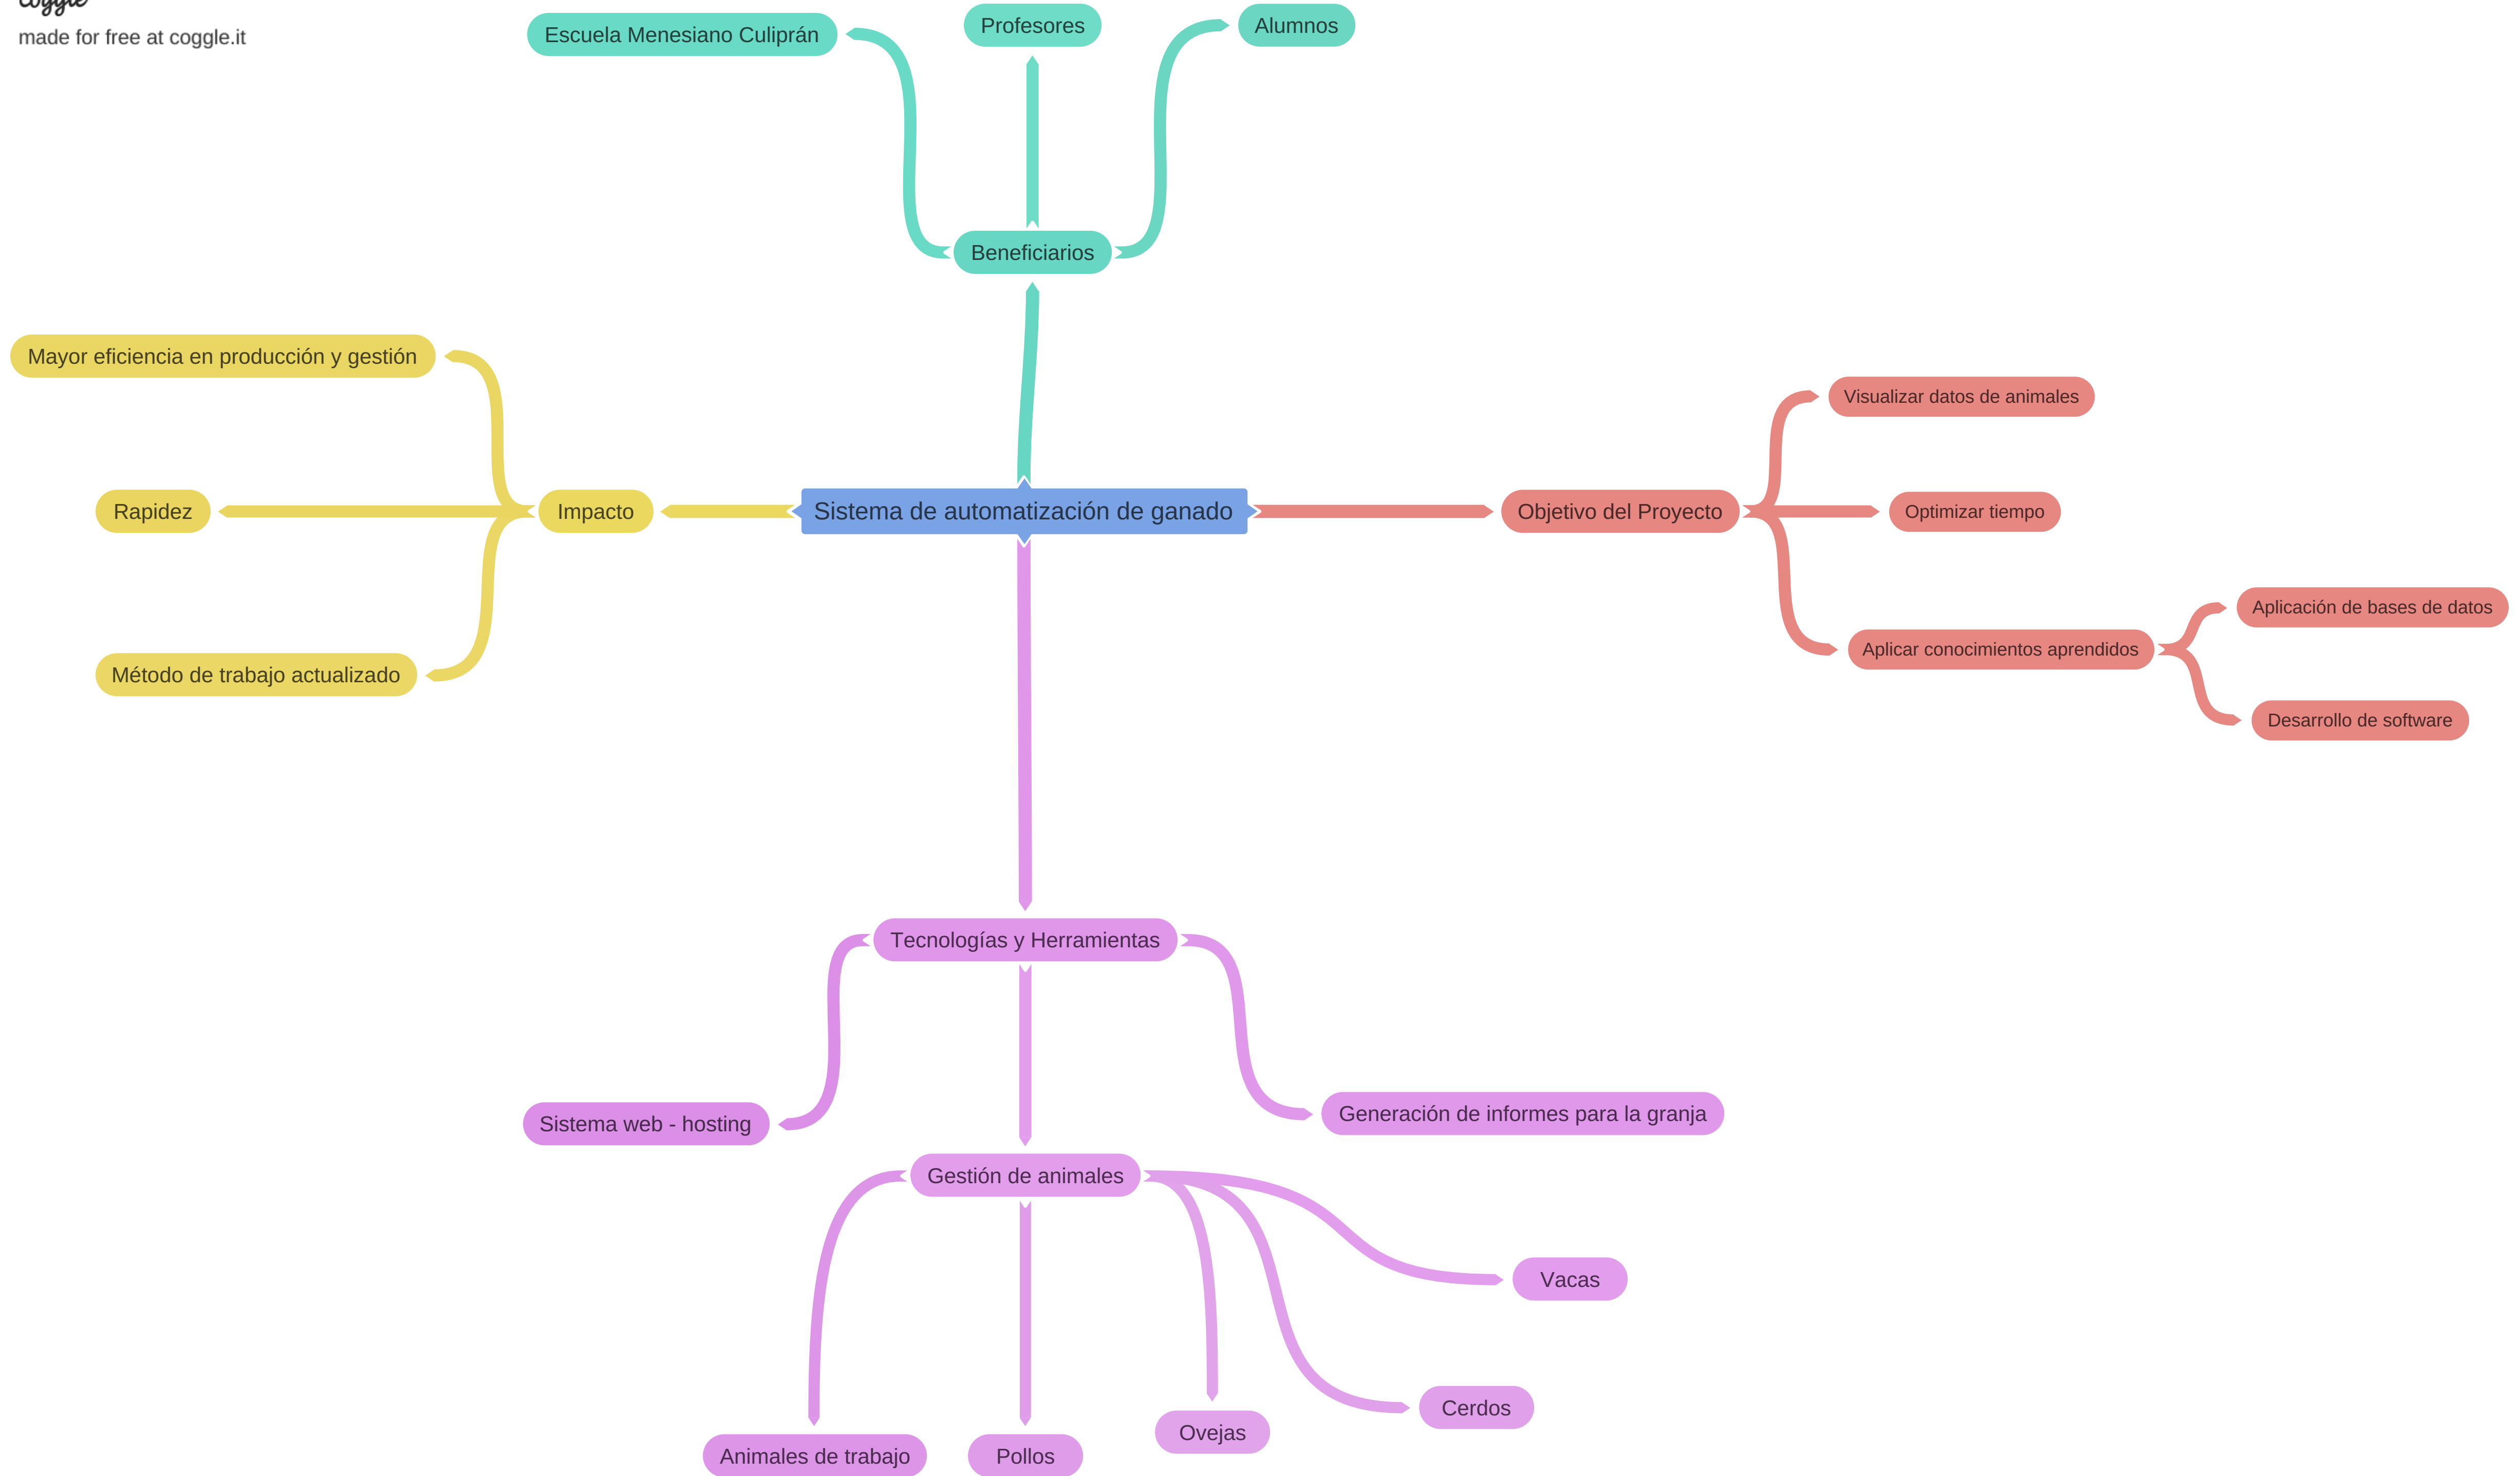 coggle
made for free at coggle.it
Escuela Menesiano Culiprán
Profesores
Alumnos
Beneficiarios
Mayor eficiencia en producción y gestión
Visualizar datos de animales
Rapidez
Impacto
Sistema de automatización de ganado
Objetivo del Proyecto
Optimizar tiempo
Aplicación de bases de datos
Aplicar conocimientos aprendidos
Método de trabajo actualizado
Desarrollo de software
Tecnologías y Herramientas
Sistema web - hosting
Generación de informes para la granja
Gestión de animales
Vacas
Cerdos
Ovejas
Animales de trabajo
Pollos